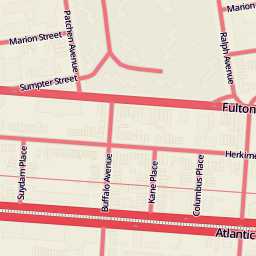 Marion
Marion Street
Patchen Avenue
Ralph Avenue
Sumpter Street
Fulton
Herkime
Suydam Place
Buffalo Avenue
Kane Place
Columbus Place
Atlantic